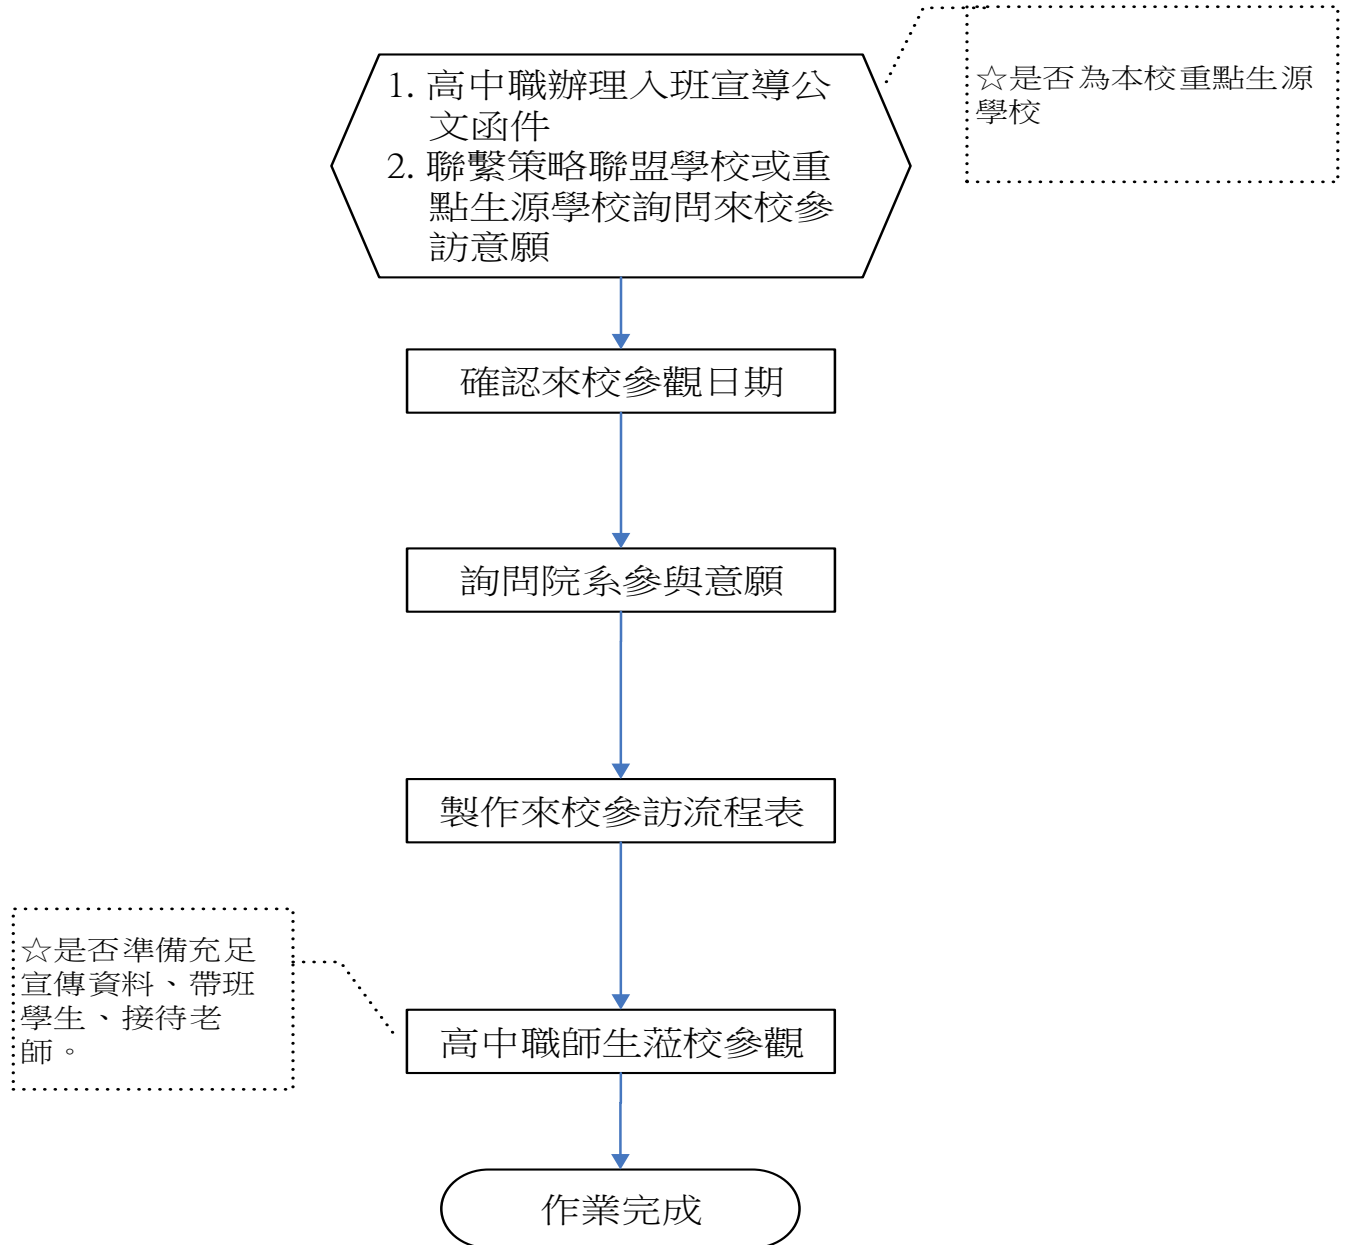 ☆是否為本校重點生源
學校
1. 高中職辦理入班宣導公
文函件
2. 聯繫策略聯盟學校或重
點生源學校詢問來校參
訪意願
確認來校參觀日期
詢問院系參與意願
製作來校參訪流程表
☆是否準備充足
宣傳資料、帶班
學生、接待老
師。
高中職師生蒞校參觀
作業完成